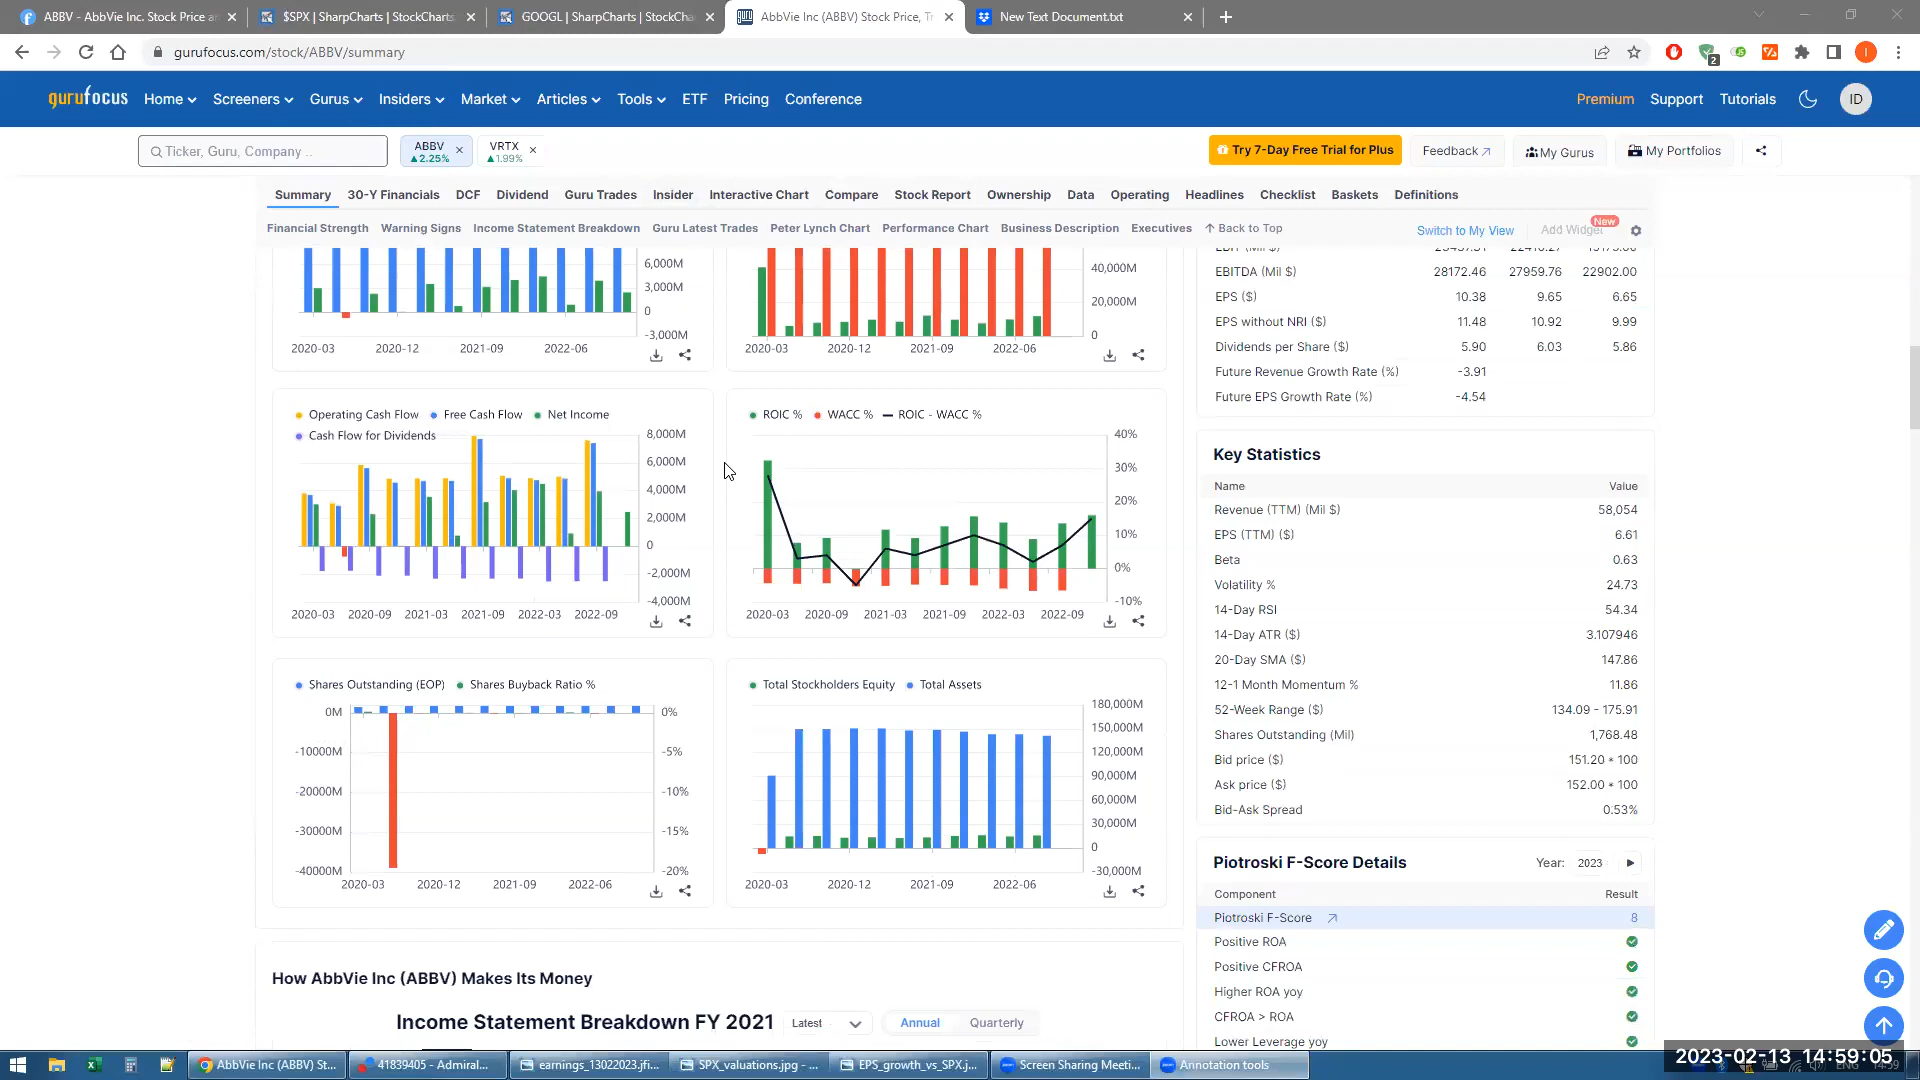 ABBV - AbbVie Inc. Stock Price a
$SPX | SharpCharts | StockCharts
GOOGL | SharpCharts | StockCha
AbbVie Inc (ABBV) Stock Price, Tr
New Text Document.txt
gurufocus.com/stock/ABBV/summary
2
gurufocus
Home
Screeners
Gurus
Insiders
Market
Articles
Tools
ETF
Pricing
Conference
Premium
Support
Tutorials
ID
Ticker, Guru, Company ..
ABBV
▲2.25%
VRTX
▲1.99%
Try 7-Day Free Trial for Plus
Feedback
My Gurus
My Portfolios
Summary 30-Y Financials DCF Dividend Guru Trades Insider Interactive Chart Compare Stock Report Ownership Data Operating Headlines Checklist Baskets Definitions
Financial Strength Warning Signs Income Statement Breakdown Guru Latest Trades Peter Lynch Chart Performance Chart Business Description Executives Back to Top
Switch to My View
Add Widget
New
6,000M
3,000M
0
-3,000M
2020-03 2020-12 2021-09 2022-06
40,000M
20,000M
0
2020-03 2020-12 2021-09 2022-06
Operating Cash Flow Free Cash Flow Net Income
Cash Flow for Dividends
8,000M
6,000M
4,000M
2,000M
0
-2,000M
-4,000M
2020-03 2020-09 2021-03 2021-09 2022-03 2022-09
ROIC % WACC % ROIC - WACC %
40%
30%
20%
10%
0%
-10%
2020-03 2020-09 2021-03 2021-09 2022-03 2022-09
Shares Outstanding (EOP) Shares Buyback Ratio %
0M 0%
-10000M -5%
-20000M -10%
-30000M -15%
-40000M -20%
2020-03 2020-12 2021-09 2022-06
Total Stockholders Equity Total Assets
180,000M
150,000M
120,000M
90,000M
60,000M
30,000M
0
-30,000M
2020-03 2020-12 2021-09 2022-06
How AbbVie Inc (ABBV) Makes Its Money
Income Statement Breakdown FY 2021
Latest
Annual
Quarterly
EBITDA (Mil $) 28172.46 27959.76 22902.00
EPS ($) 10.38 9.65 6.65
EPS without NRI ($) 11.48 10.92 9.99
Dividends per Share ($) 5.90 6.03 5.86
Future Revenue Growth Rate (%) -3.91
Future EPS Growth Rate (%) -4.54
Key Statistics
Name Value
Revenue (TTM) (Mil $) 58,054
EPS (TTM) ($) 6.61
Beta 0.63
Volatility % 24.73
14-Day RSI 54.34
14-Day ATR ($) 3.107946
20-Day SMA ($) 147.86
12-1 Month Momentum % 11.86
52-Week Range ($) 134.09 - 175.91
Shares Outstanding (Mil) 1,768.48
Bid price ($) 151.20 * 100
Ask price ($) 152.00 * 100
Bid-Ask Spread 0.53%
Piotroski F-Score Details
Year: 2023
Component Result
Piotroski F-Score 8
Positive ROA
Positive CFROA
Higher ROA yoy
CFROA > ROA
Lower Leverage yoy
AbbVie Inc (ABBV) St...
41839405 - Admiral...
earnings_13022023.jfi...
SPX_valuations.jpg - ...
EPS_growth_vs_SPX.j...
Screen Sharing Meeti...
Annotation tools
2023-02-13 14:59:05